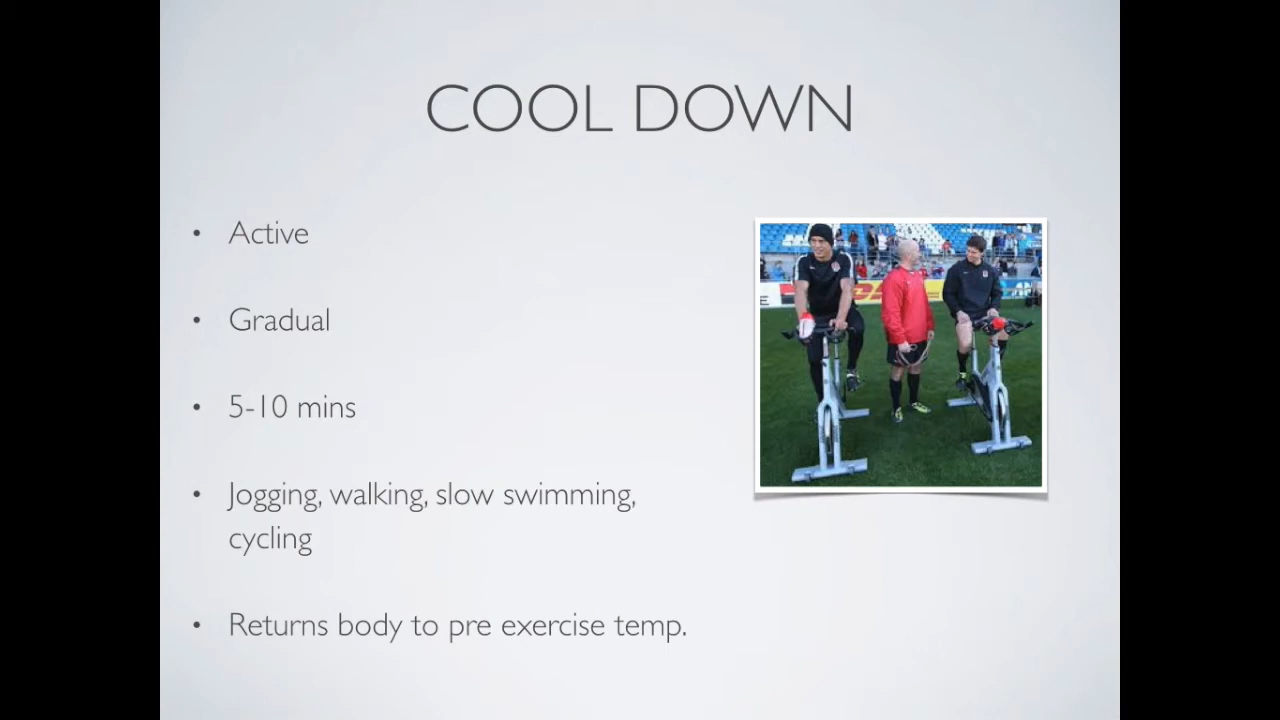 COOL DOWN
• Active
• Gradual
• 5-10 mins
• Jogging, walking, slow swimming,
cycling
• Returns body to pre exercise temp.